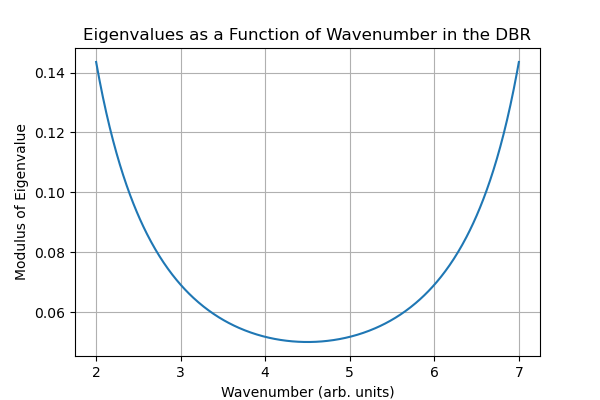 Eigenvalues as a Function of Wavenumber in the DBR
Modulus of Eigenvalue
0.14
0.12
0.10
0.08
0.06
2 3 4 5 6 7
Wavenumber (arb. units)